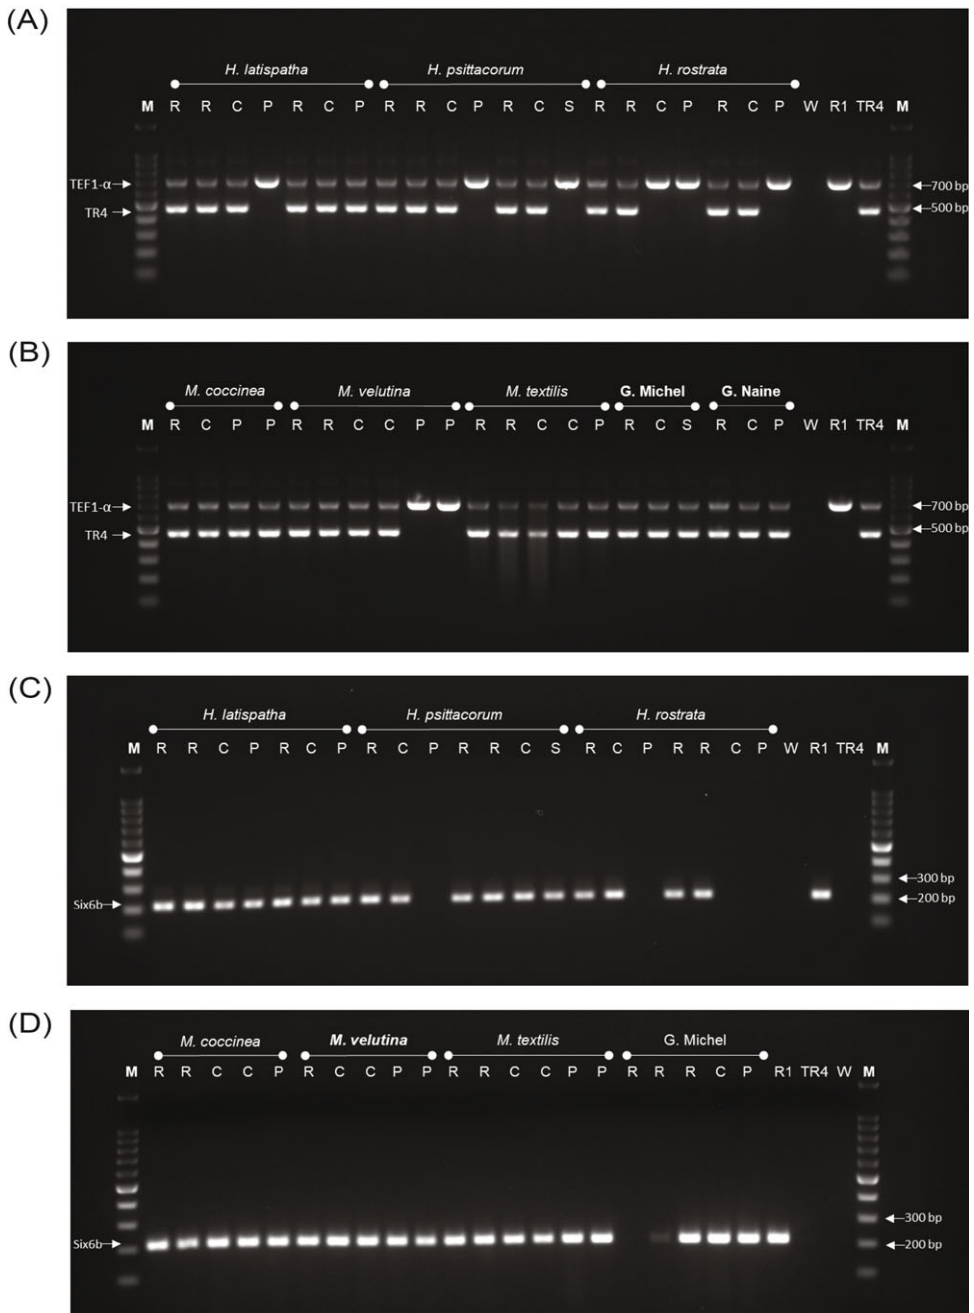 (A)
H. latispatha H. psittacorum H. rostrata
M R R C P R C P R R C P R C S R R C P R C P W R1 TR4 M
TEF1-α 700 bp
TR4 500 bp
(B)
M. coccinea M. velutina M. textilis G. Michel G. Naine
M R C P P R R C C P P R R C C P R C S R C P W R1 TR4 M
TEF1-α 700 bp
500 bp
TR4
(C)
H. latispatha H. psittacorum H. rostrata
M R R C P R C P R C P R R C S R C P R R C P W R1 TR4 M
300 bp
Six6b 200 bp
(D)
M. coccinea M. velutina M. textilis G. Michel
M R R C C P R C C P P R R C C P P R R R C P R1 TR4 W M
300 bp
Six6b 200 bp